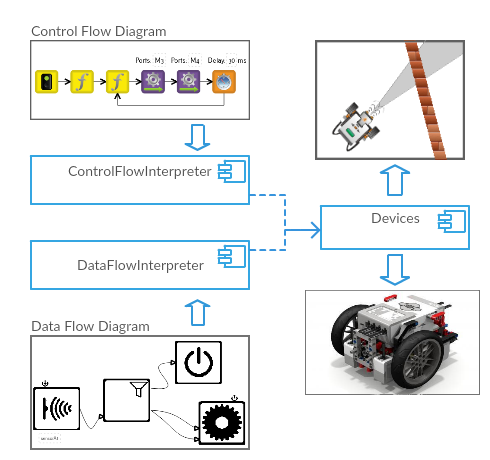 Control Flow Diagram
Ports: M3 Ports: M4 Delay: 30 ms
ControlFlowInterpreter
Devices
DataFlowInterpreter
Data Flow Diagram